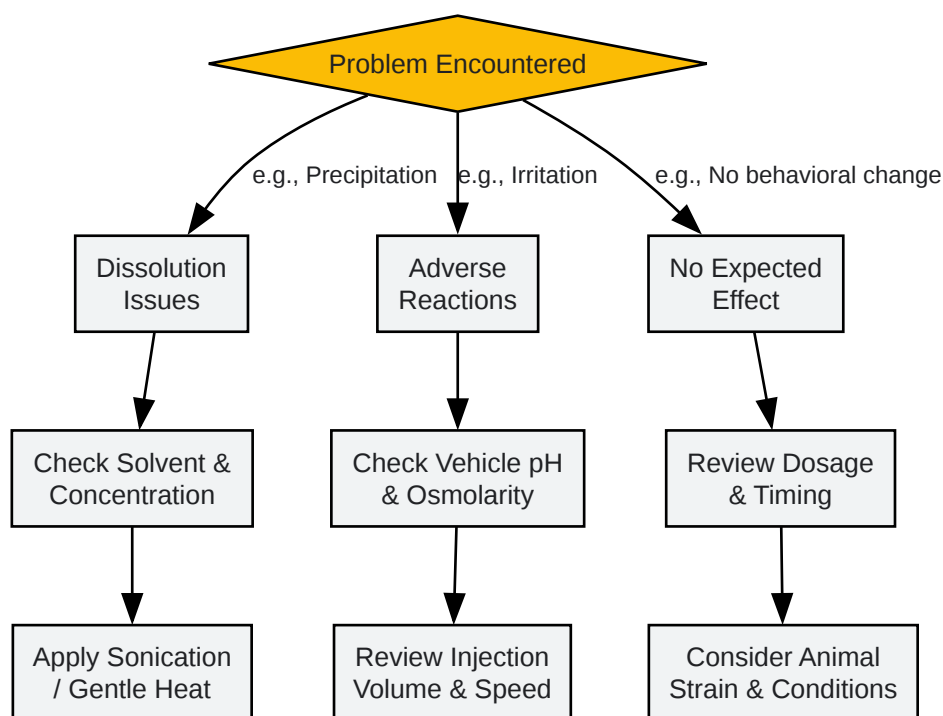 Problem Encountered
e.g., Precipitation
e.g., Irritation
e.g., No behavioral change
Dissolution
Issues
Adverse
Reactions
No Expected
Effect
Check Solvent &
Concentration
Check Vehicle pH
& Osmolarity
Review Dosage
& Timing
Apply Sonication
/ Gentle Heat
Review Injection
Volume & Speed
Consider Animal
Strain & Conditions